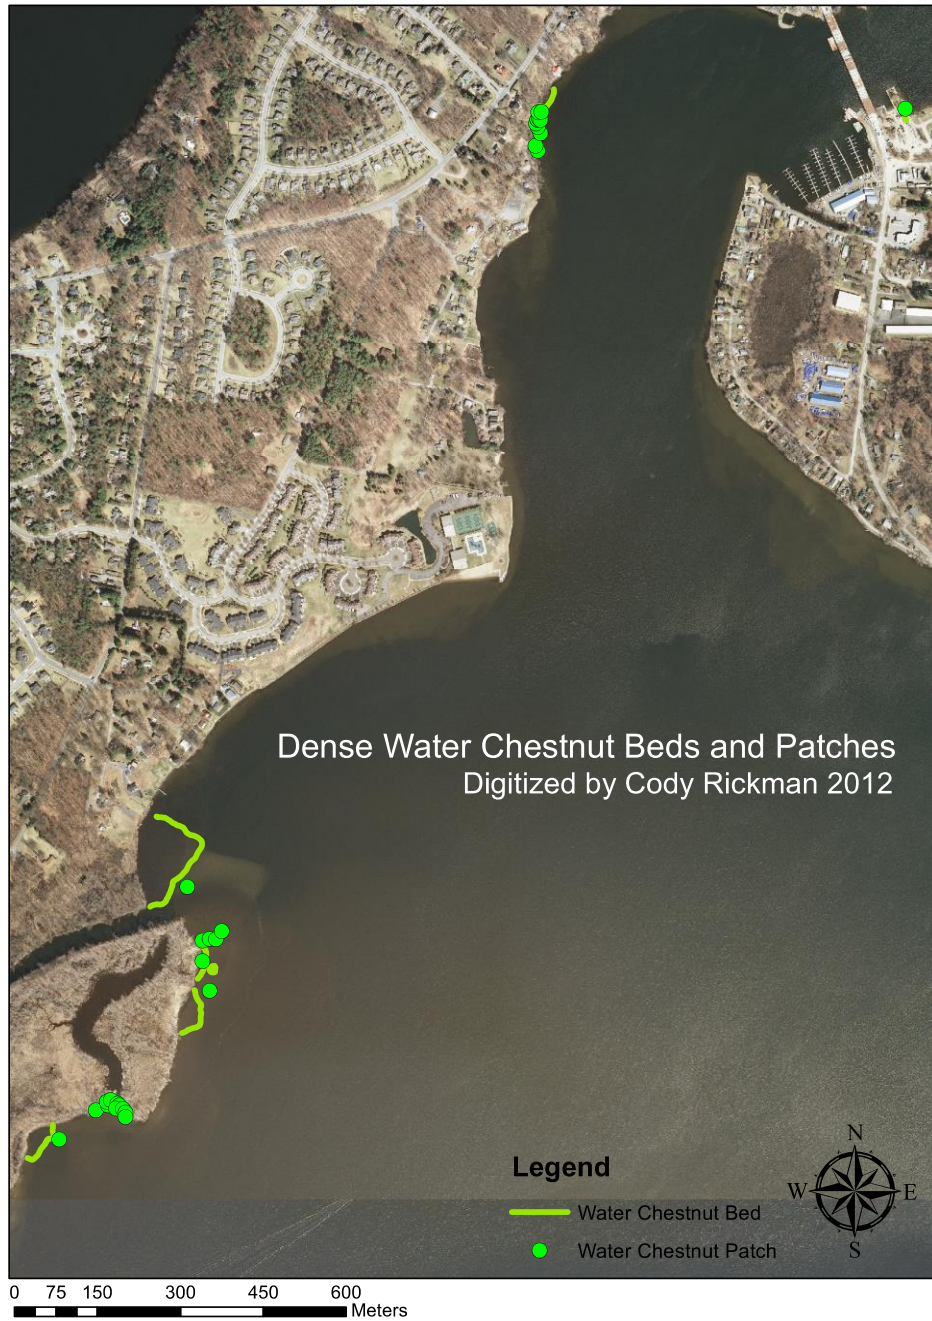 Dense Water Chestnut Beds and Patches
Digitized by Cody Rickman 2012
Legend
Water Chestnut Bed
Water Chestnut Patch
N
W E
S
0 75 150 300 450 600
Meters